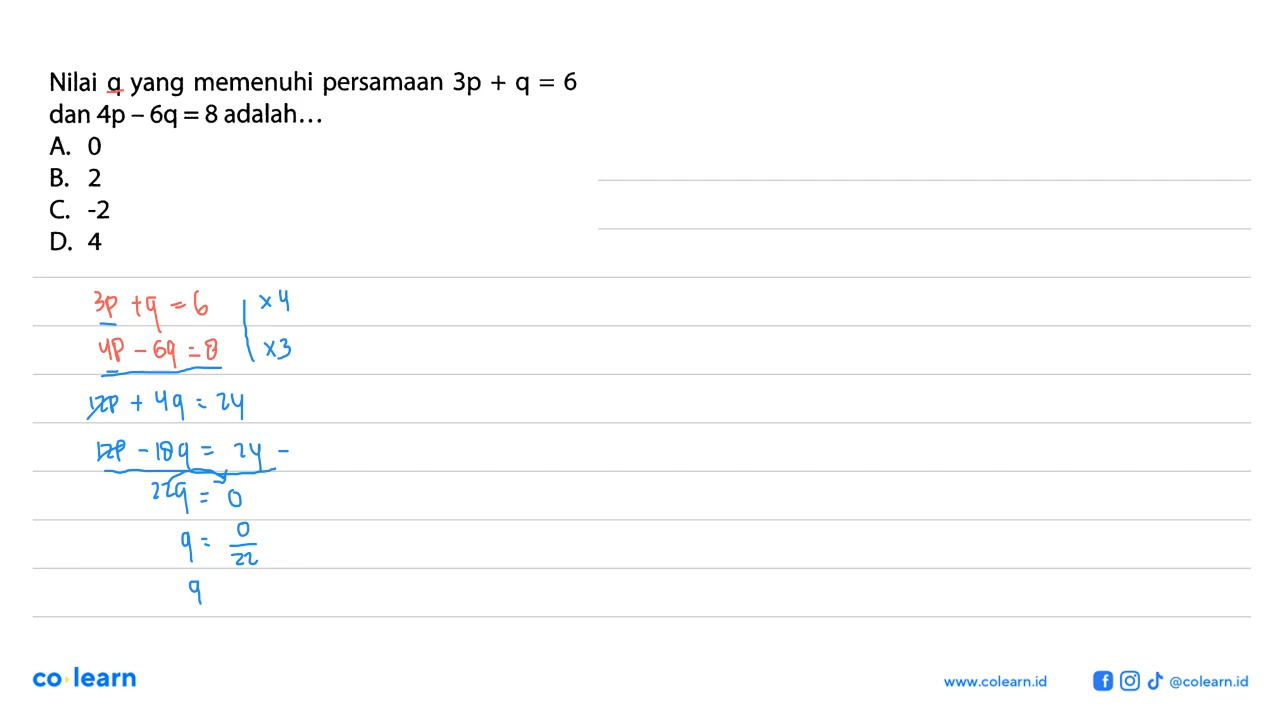 Nilai q yang memenuhi persamaan 3p + q = 6
dan 4p – 6q = 8 adalah...
A. 0
B. 2
C. -2
D. 4
3p + q = 6 | x 4
4p - 6q = 8 | x 3
12p + 4q = 24
12p - 18q = 24 -
22q = 0
q = 0/22
q
co learn
www.colearn.id @colearn.id